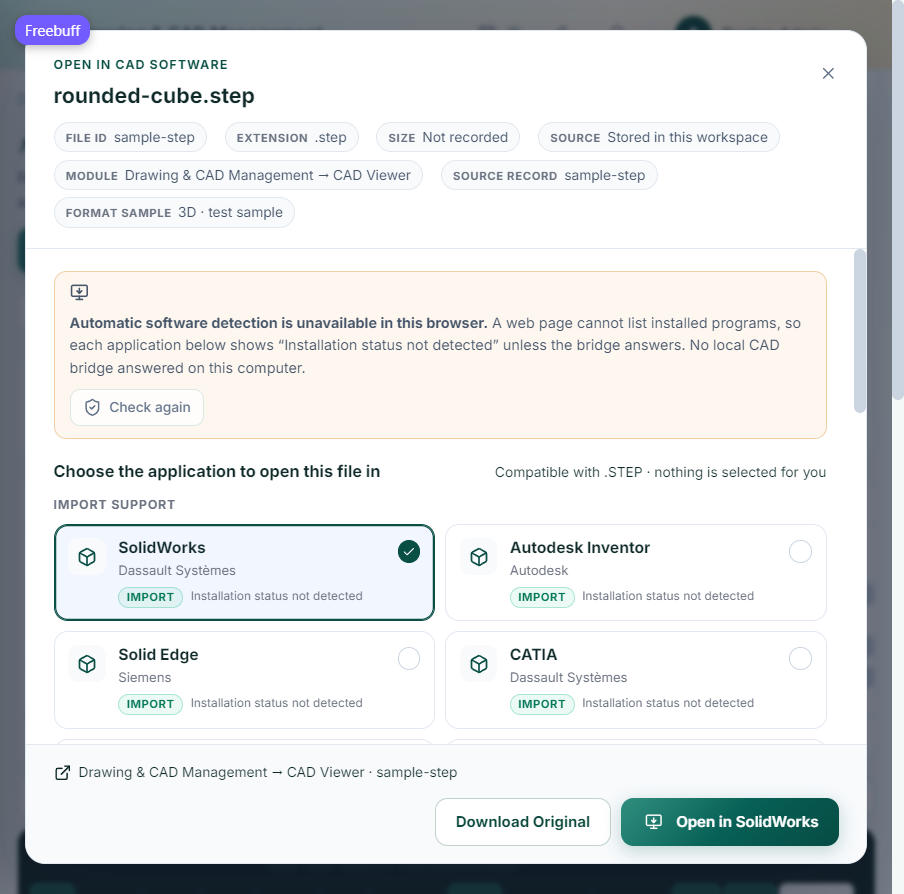 Freebuff
OPEN IN CAD SOFTWARE
rounded-cube.step
FILE ID sample-step EXTENSION .step SIZE Not recorded SOURCE Stored in this workspace
MODULE Drawing & CAD Management → CAD Viewer SOURCE RECORD sample-step
FORMAT SAMPLE 3D · test sample
Automatic software detection is unavailable in this browser. A web page cannot list installed programs, so
each application below shows “Installation status not detected” unless the bridge answers. No local CAD
bridge answered on this computer.
Check again
Choose the application to open this file in Compatible with .STEP · nothing is selected for you
IMPORT SUPPORT
SolidWorks
Dassault Systèmes
IMPORT Installation status not detected
Autodesk Inventor
Autodesk
IMPORT Installation status not detected
Solid Edge
Siemens
IMPORT Installation status not detected
CATIA
Dassault Systèmes
IMPORT Installation status not detected
Drawing & CAD Management → CAD Viewer · sample-step
Download Original Open in SolidWorks